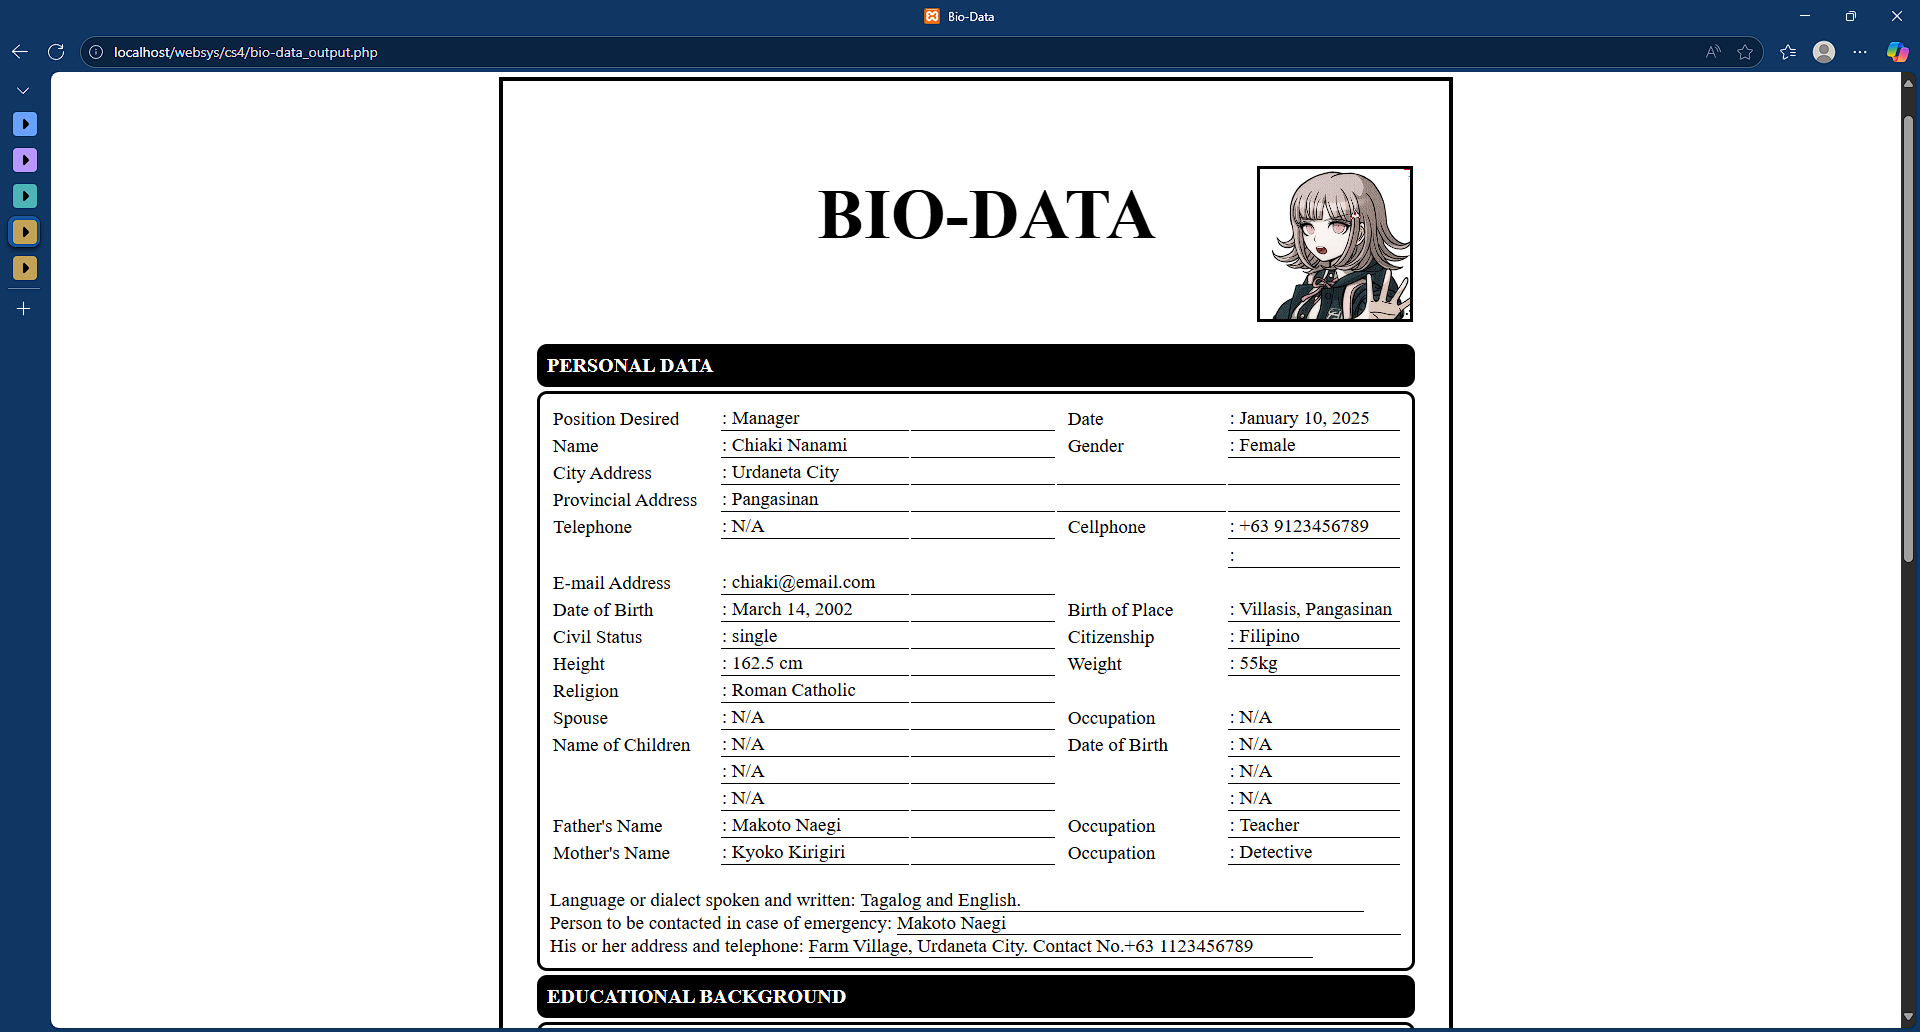 Bio-Data
localhost/websys/cs4/bio-data_output.php
BIO-DATA
PERSONAL DATA
Position Desired : Manager Date : January 10, 2025
Name : Chiaki Nanami Gender : Female
City Address : Urdaneta City
Provincial Address : Pangasinan
Telephone : N/A Cellphone : +63 9123456789
:
E-mail Address : chiaki@email.com
Date of Birth : March 14, 2002 Birth of Place : Villasis, Pangasinan
Civil Status : single Citizenship : Filipino
Height : 162.5 cm Weight : 55kg
Religion : Roman Catholic
Spouse : N/A Occupation : N/A
Name of Children : N/A Date of Birth : N/A
: N/A : N/A
: N/A : N/A
Father's Name : Makoto Naegi Occupation : Teacher
Mother's Name : Kyoko Kirigiri Occupation : Detective
Language or dialect spoken and written: Tagalog and English.
Person to be contacted in case of emergency: Makoto Naegi
His or her address and telephone: Farm Village, Urdaneta City. Contact No.+63 1123456789
EDUCATIONAL BACKGROUND